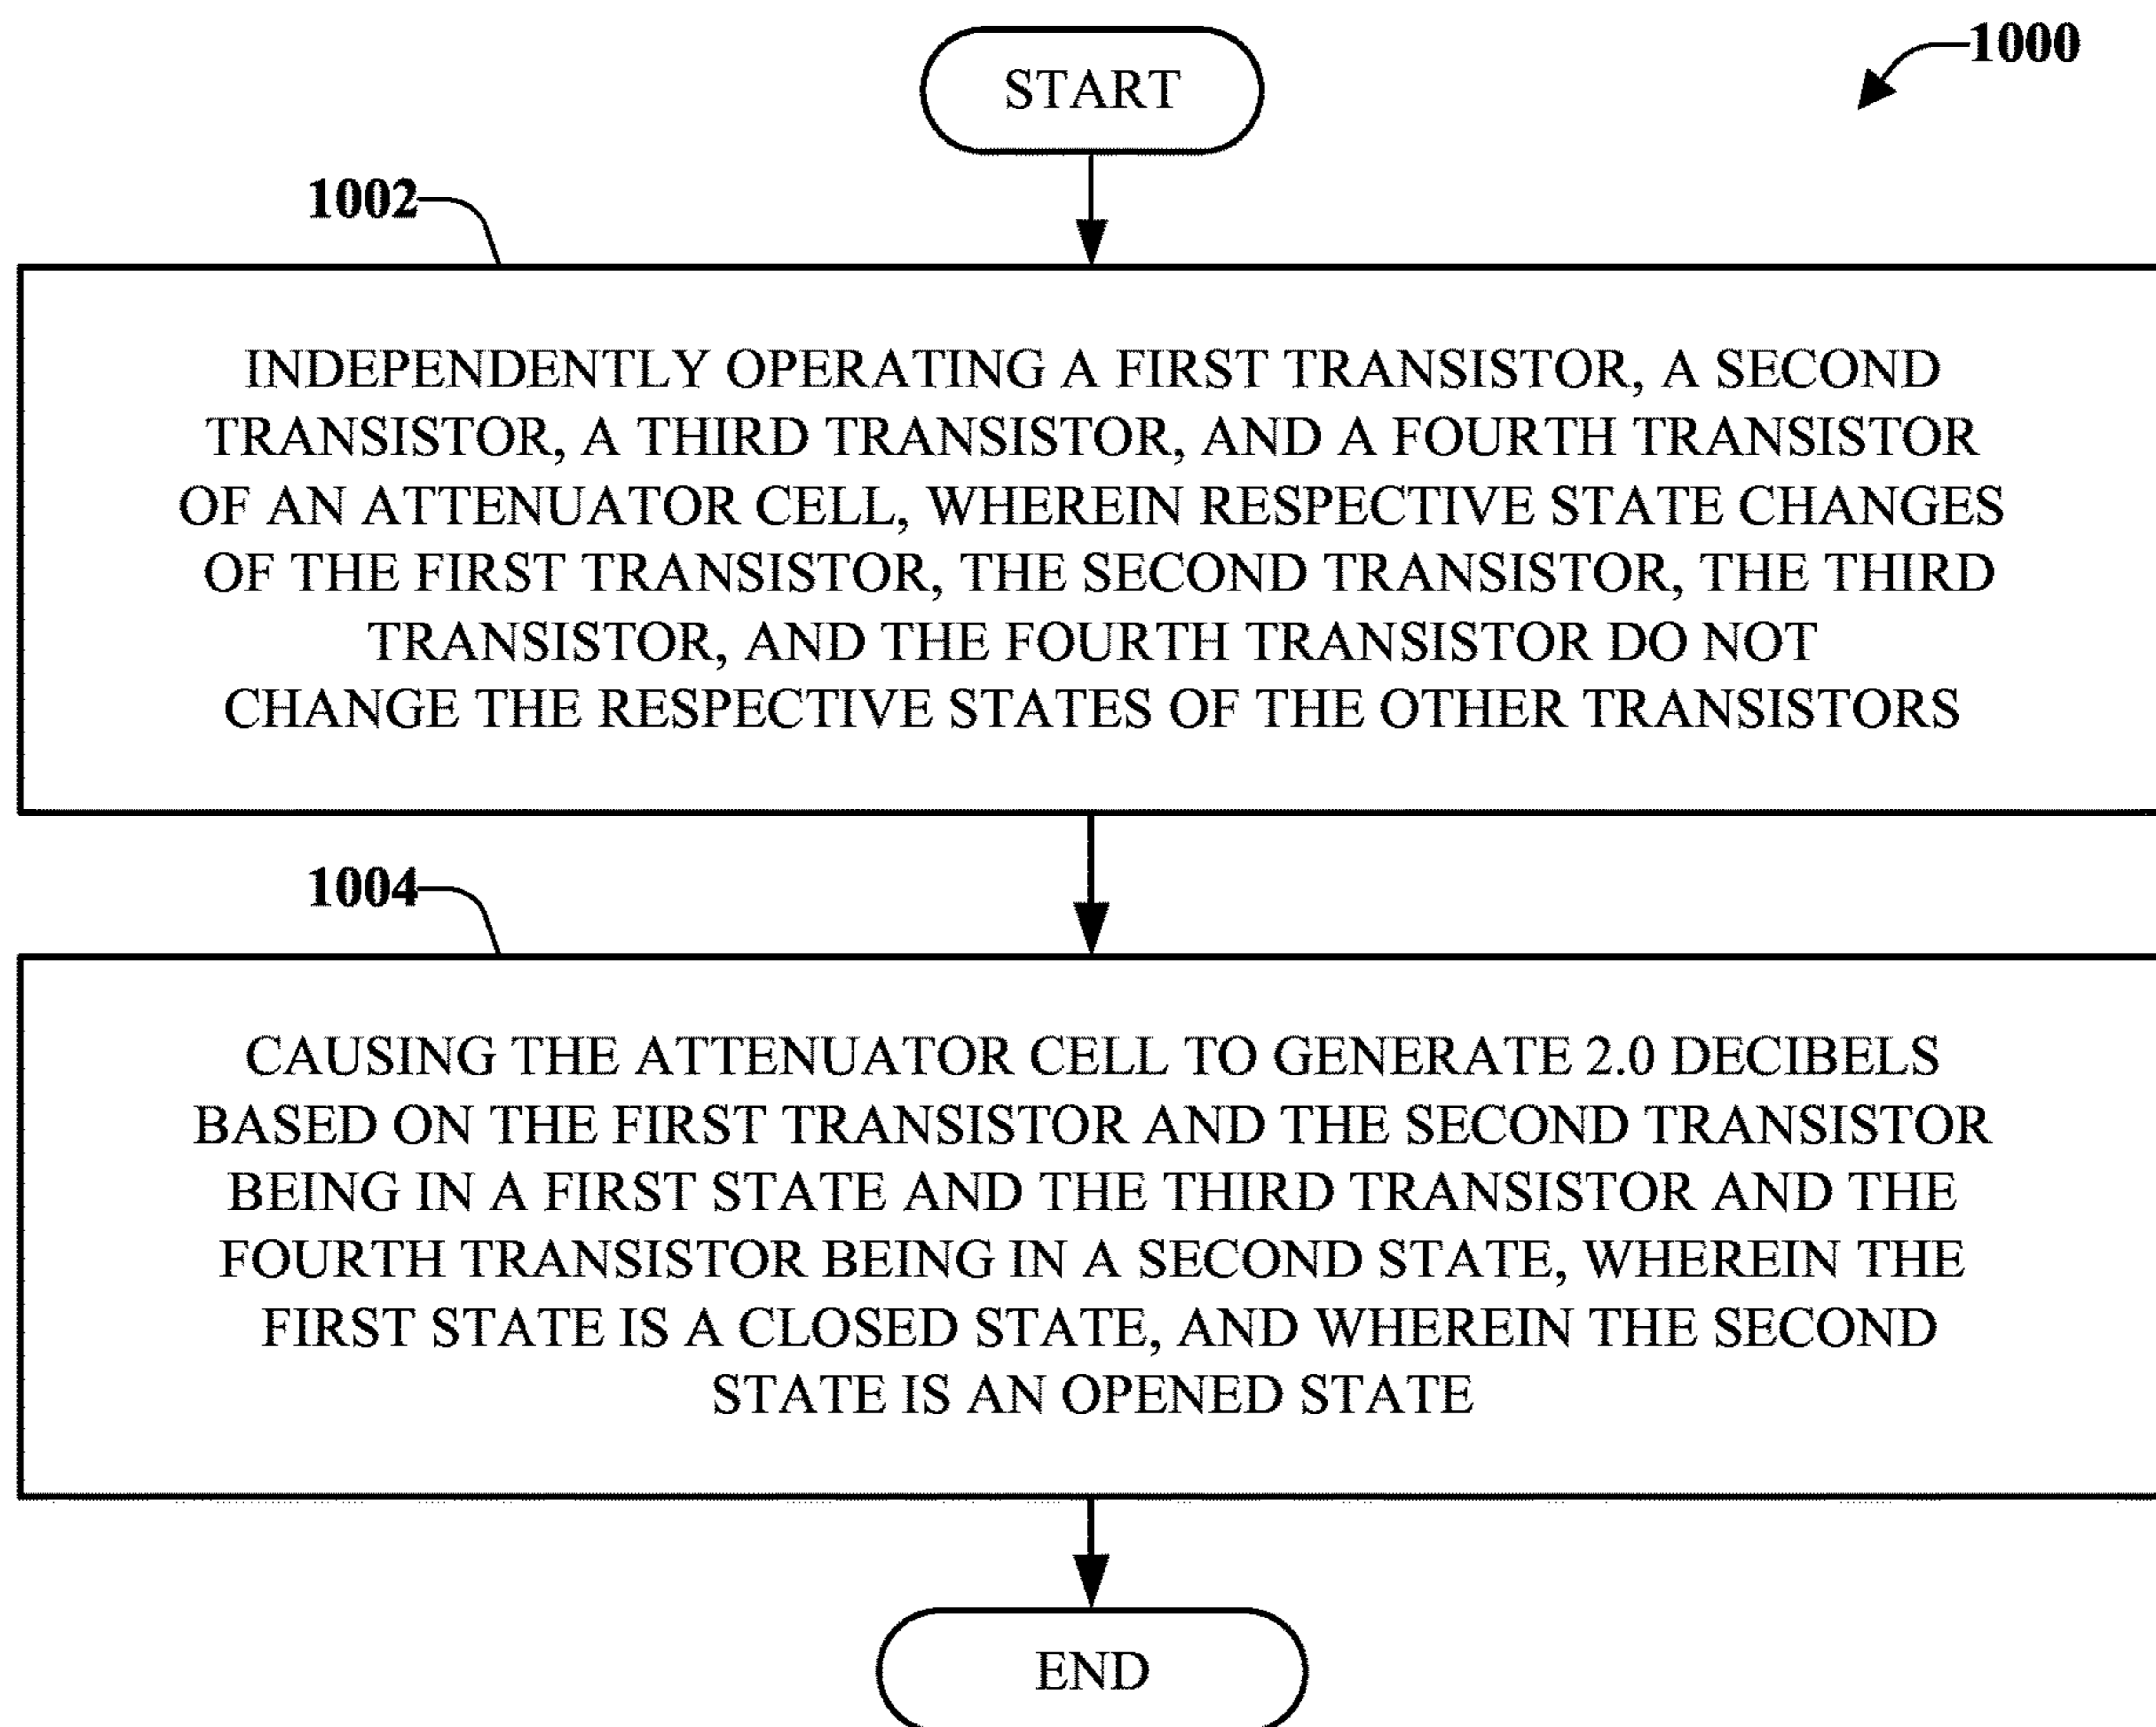 START
1000
1002
INDEPENDENTLY OPERATING A FIRST TRANSISTOR, A SECOND
TRANSISTOR, A THIRD TRANSISTOR, AND A FOURTH TRANSISTOR
OF AN ATTENUATOR CELL, WHEREIN RESPECTIVE STATE CHANGES
OF THE FIRST TRANSISTOR, THE SECOND TRANSISTOR, THE THIRD
TRANSISTOR, AND THE FOURTH TRANSISTOR DO NOT
CHANGE THE RESPECTIVE STATES OF THE OTHER TRANSISTORS
1004
CAUSING THE ATTENUATOR CELL TO GENERATE 2.0 DECIBELS
BASED ON THE FIRST TRANSISTOR AND THE SECOND TRANSISTOR
BEING IN A FIRST STATE AND THE THIRD TRANSISTOR AND THE
FOURTH TRANSISTOR BEING IN A SECOND STATE, WHEREIN THE
FIRST STATE IS A CLOSED STATE, AND WHEREIN THE SECOND
STATE IS AN OPENED STATE
END